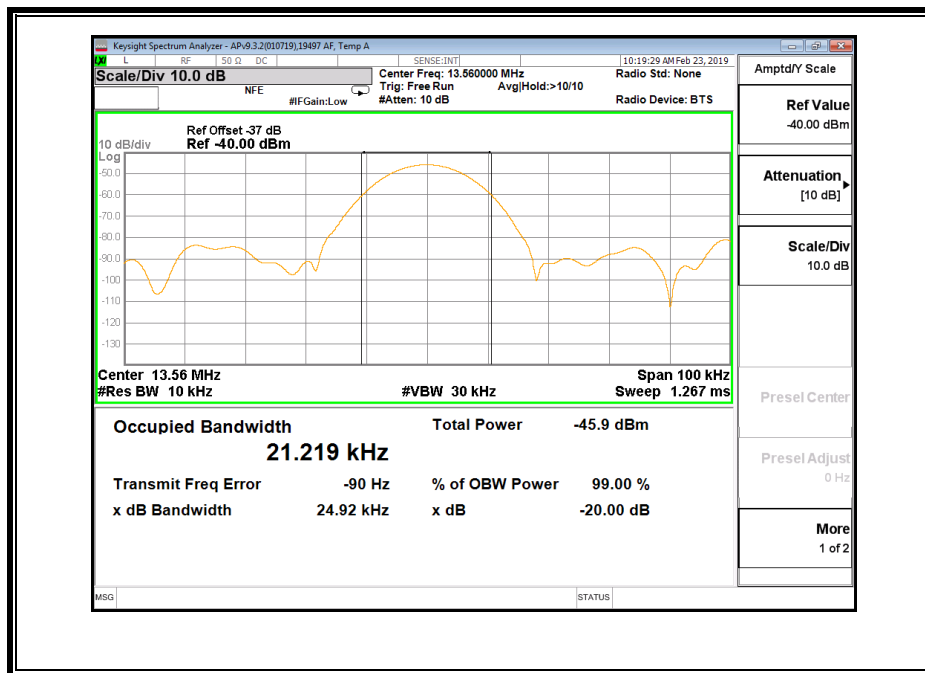 Keysight Spectrum Analyzer - APv9.3.2(010719),19497 AF, Temp A
LXI L RF 50 Ω DC SENSE:INT 10:19:29 AM Feb 23, 2019
Scale/Div 10.0 dB
Center Freq: 13.560000 MHz
Radio Std: None
NFE
Trig: Free Run
Avg|Hold:>10/10
#IFGain:Low
#Atten: 10 dB
Radio Device: BTS
Ref Offset -37 dB
10 dB/div
Ref -40.00 dBm
Log
-50.0
-60.0
-70.0
-80.0
-90.0
-100
-110
-120
-130
Center 13.56 MHz
Span 100 kHz
#Res BW 10 kHz
#VBW 30 kHz
Sweep 1.267 ms
Occupied Bandwidth
Total Power -45.9 dBm
21.219 kHz
Transmit Freq Error -90 Hz
% of OBW Power 99.00 %
x dB Bandwidth 24.92 kHz
x dB -20.00 dB
Amptd/Y Scale
Ref Value
-40.00 dBm
Attenuation
[10 dB]
Scale/Div
10.0 dB
Presel Center
Presel Adjust
0 Hz
More
1 of 2
MSG
STATUS